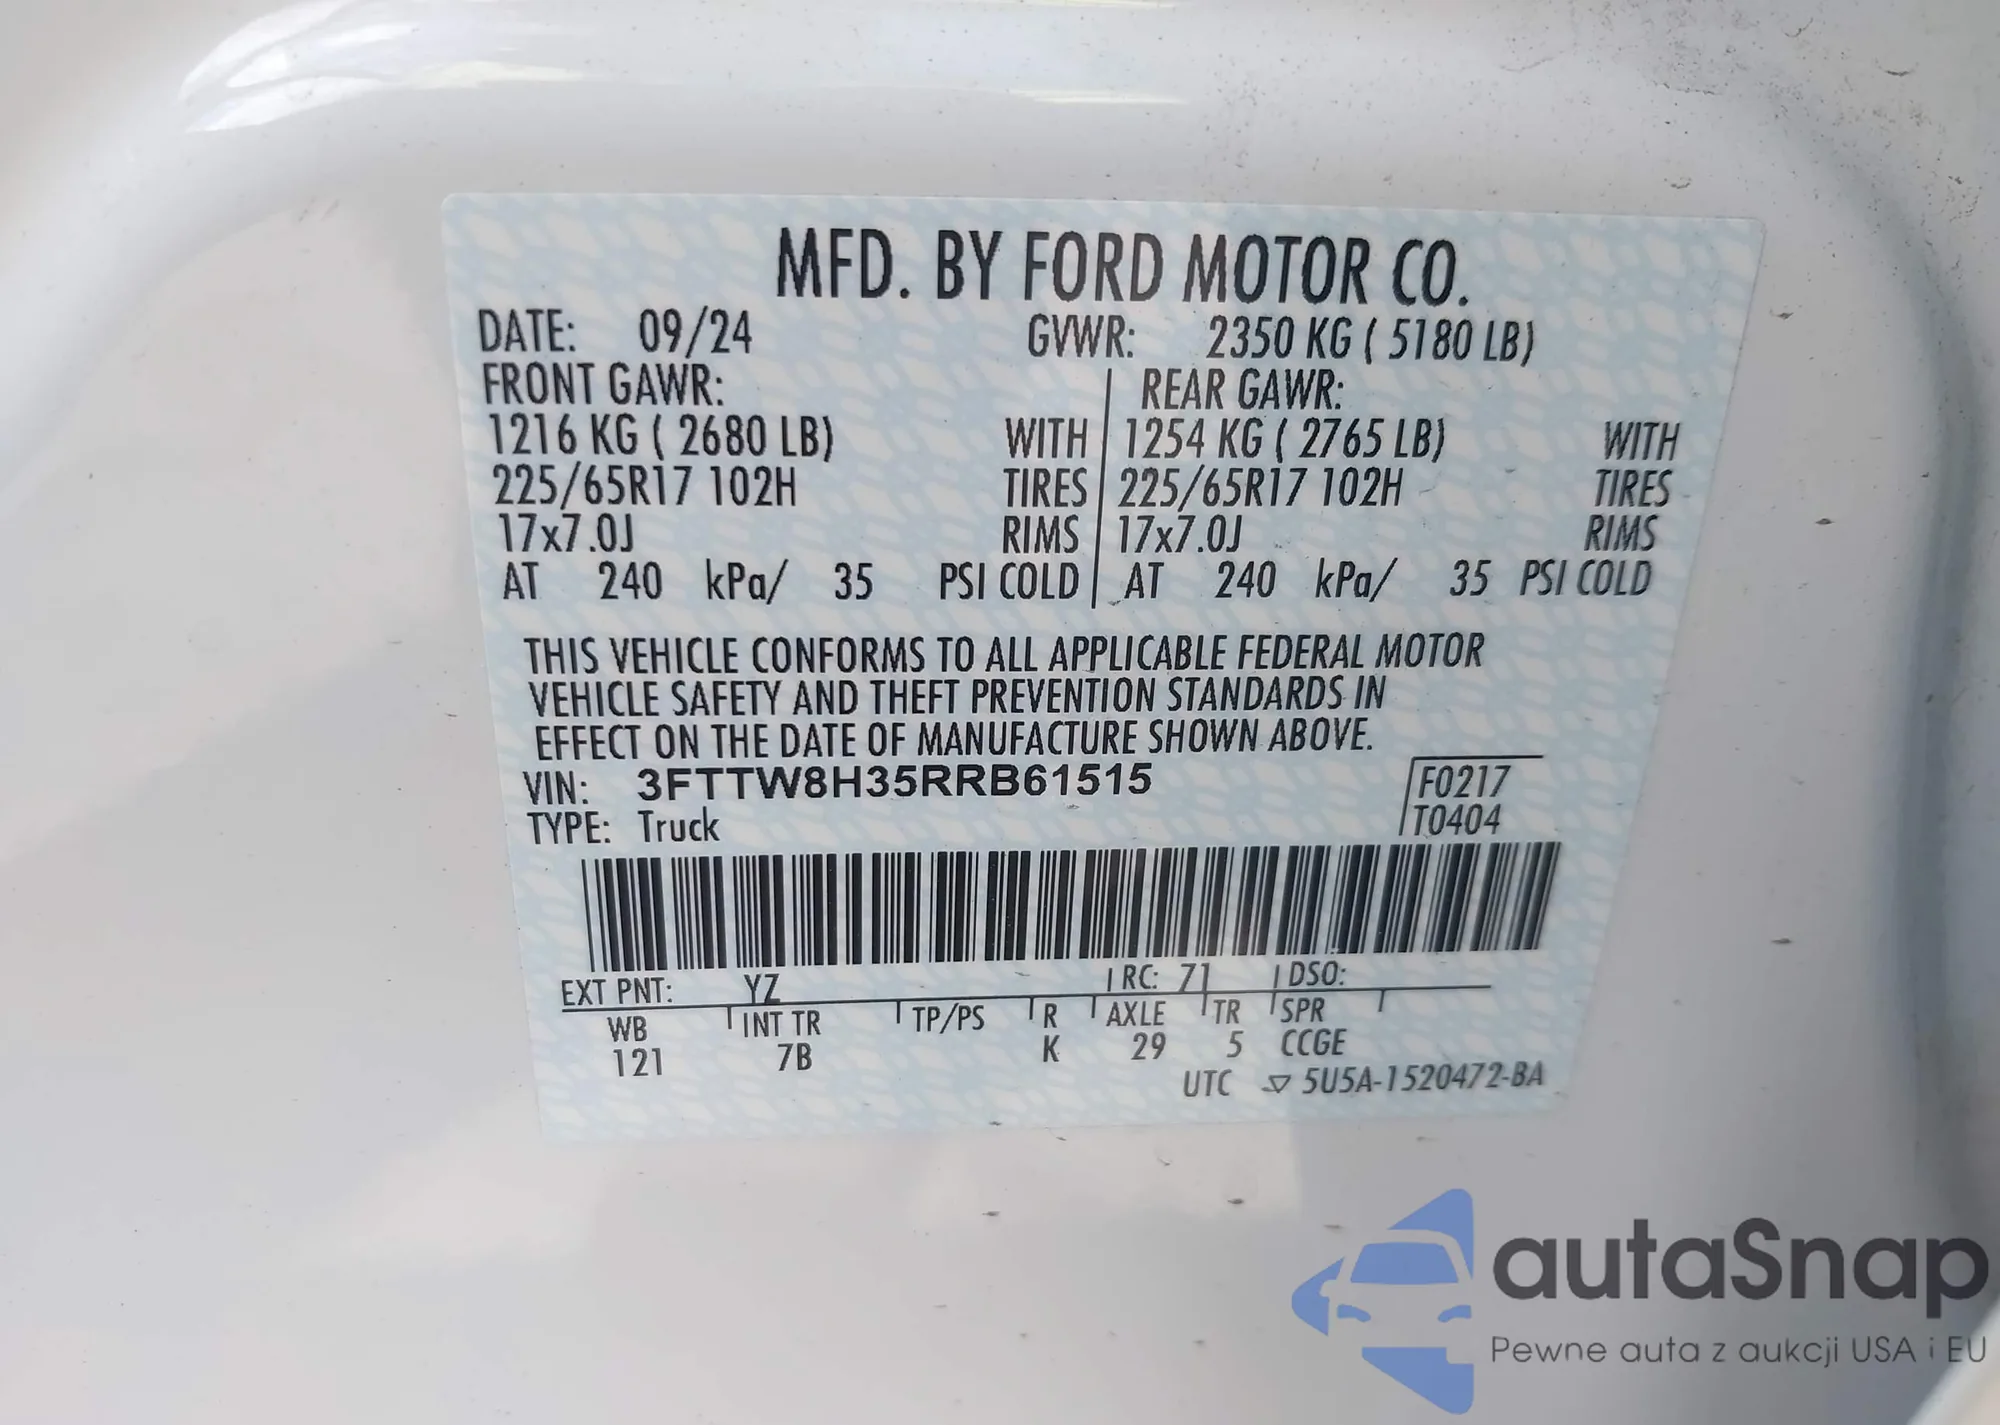 MFD. BY FORD MOTOR CO.
DATE: 09/24 GVWR: 2350 KG ( 5180 LB)
FRONT GAWR: REAR GAWR:
1216 KG ( 2680 LB) WITH 1254 KG ( 2765 LB) WITH
225/65R17 102H TIRES 225/65R17 102H TIRES
17x7.0J RIMS 17x7.0J RIMS
AT 240 kPa/ 35 PSI COLD AT 240 kPa/ 35 PSI COLD
THIS VEHICLE CONFORMS TO ALL APPLICABLE FEDERAL MOTOR
VEHICLE SAFETY AND THEFT PREVENTION STANDARDS IN
EFFECT ON THE DATE OF MANUFACTURE SHOWN ABOVE.
VIN: 3FTTW8H35RRB61515 F0217
TYPE: Truck T0404
EXT PNT: YZ RC: 71 DSO:
WB INT TR TP/PS R AXLE TR SPR
121 7B K 29 5 CCGE
UTC 5U5A-1520472-BA
autaSnap
Pewne auta z aukcji USA i EU